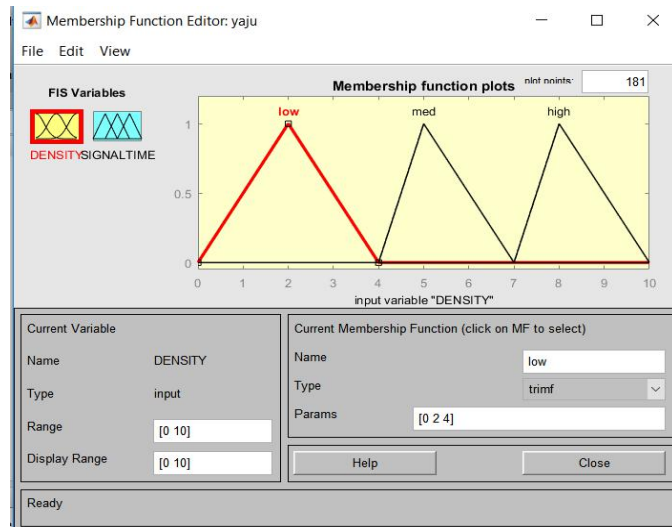 Membership Function Editor: yaju
File Edit View
FIS Variables
DENSITY SIGNALTIME
Membership function plots
plot points:
181
low med high
1
0.5
0
0 1 2 3 4 5 6 7 8 9 10
input variable "DENSITY"
Current Variable
Name DENSITY
Type input
Range [0 10]
Display Range [0 10]
Current Membership Function (click on MF to select)
Name low
Type trimf
Params [0 2 4]
Help Close
Ready